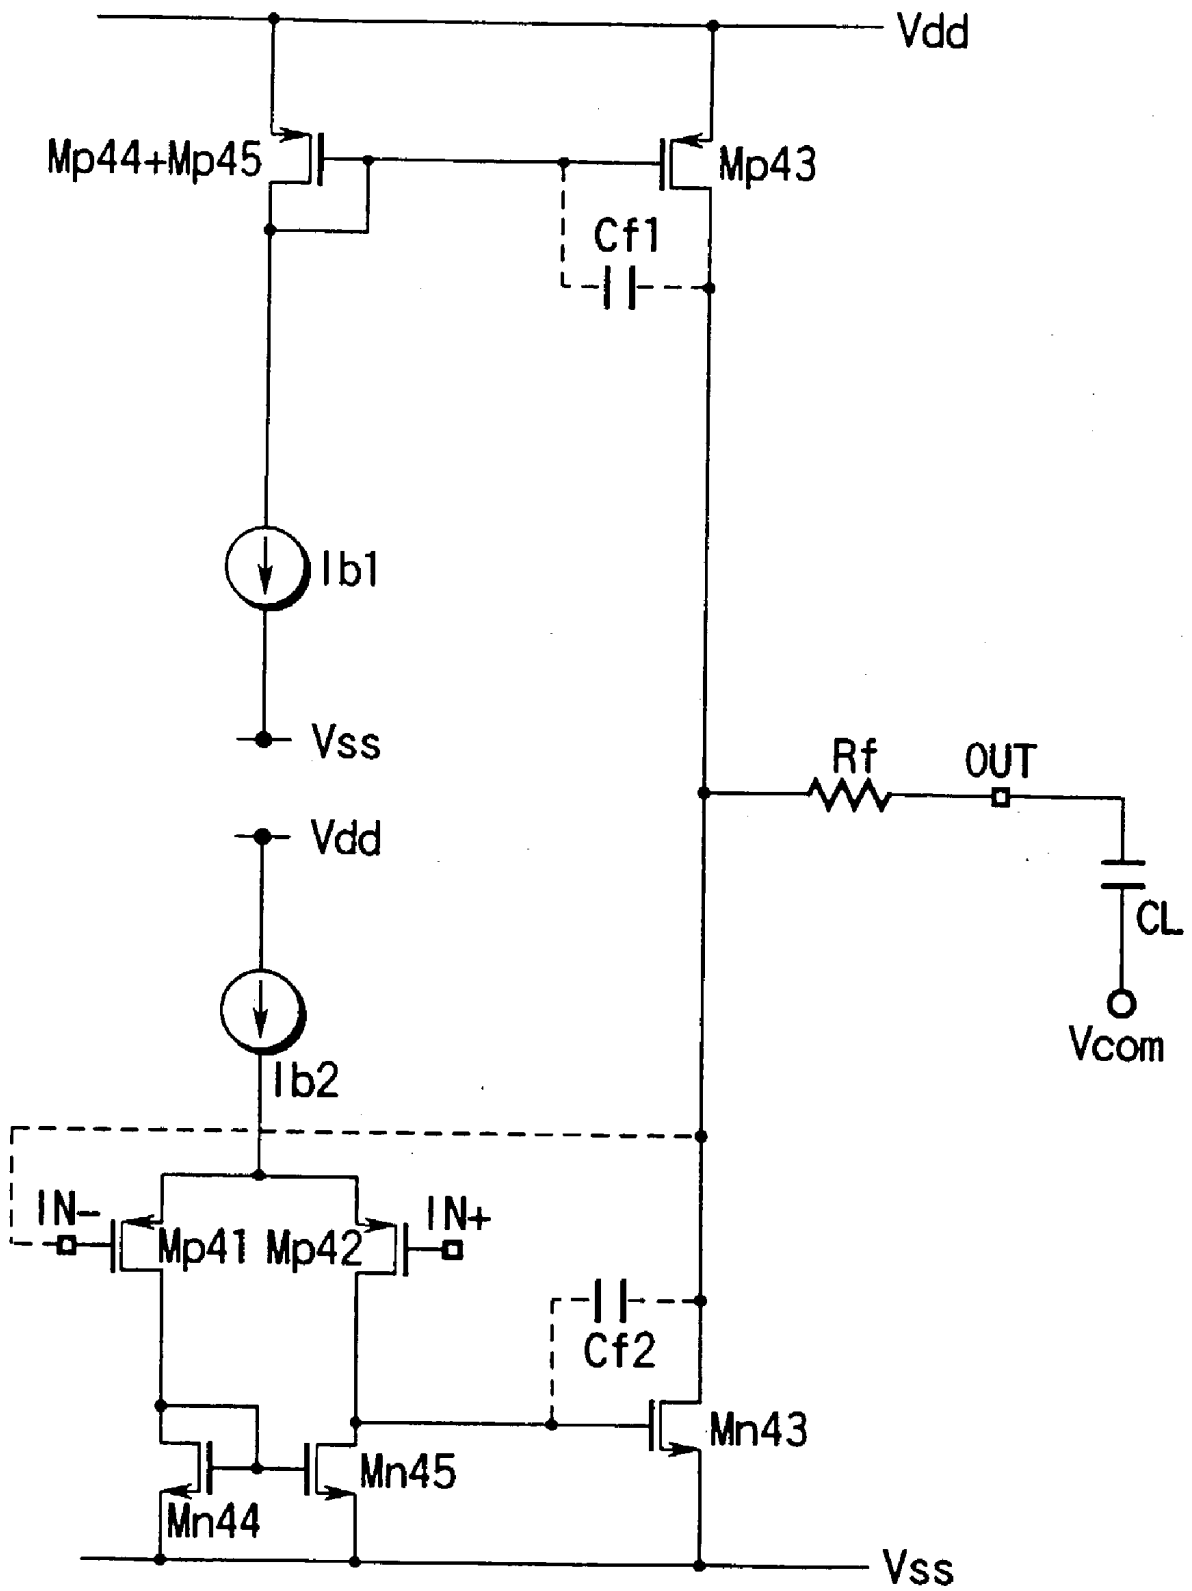 Vdd
Mp44+Mp45
Mp43
Cf1
Ib1
Vss
Rf
OUT
Vdd
CL
Vcom
Ib2
IN-
Mp41
Mp42
IN+
Cf2
Mn43
Mn45
Mn44
Vss